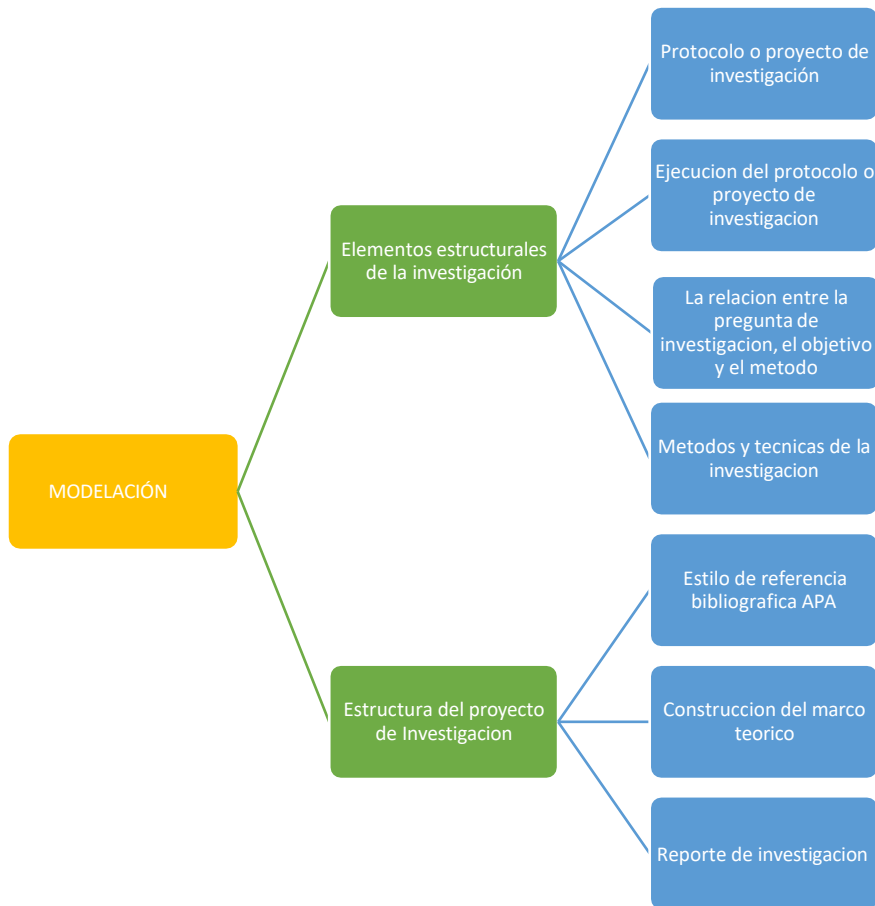 Protocolo o proyecto de
investigación
Ejecucion del protocolo o
proyecto de
investigacion
Elementos estructurales
de la investigación
La relacion entre la
pregunta de
investigacion, el objetivo
y el metodo
Metodos y tecnicas de la
investigacion
MODELACIÓN
Estilo de referencia
bibliografica APA
Estructura del proyecto
de Investigacion
Construccion del marco
teorico
Reporte de investigacion